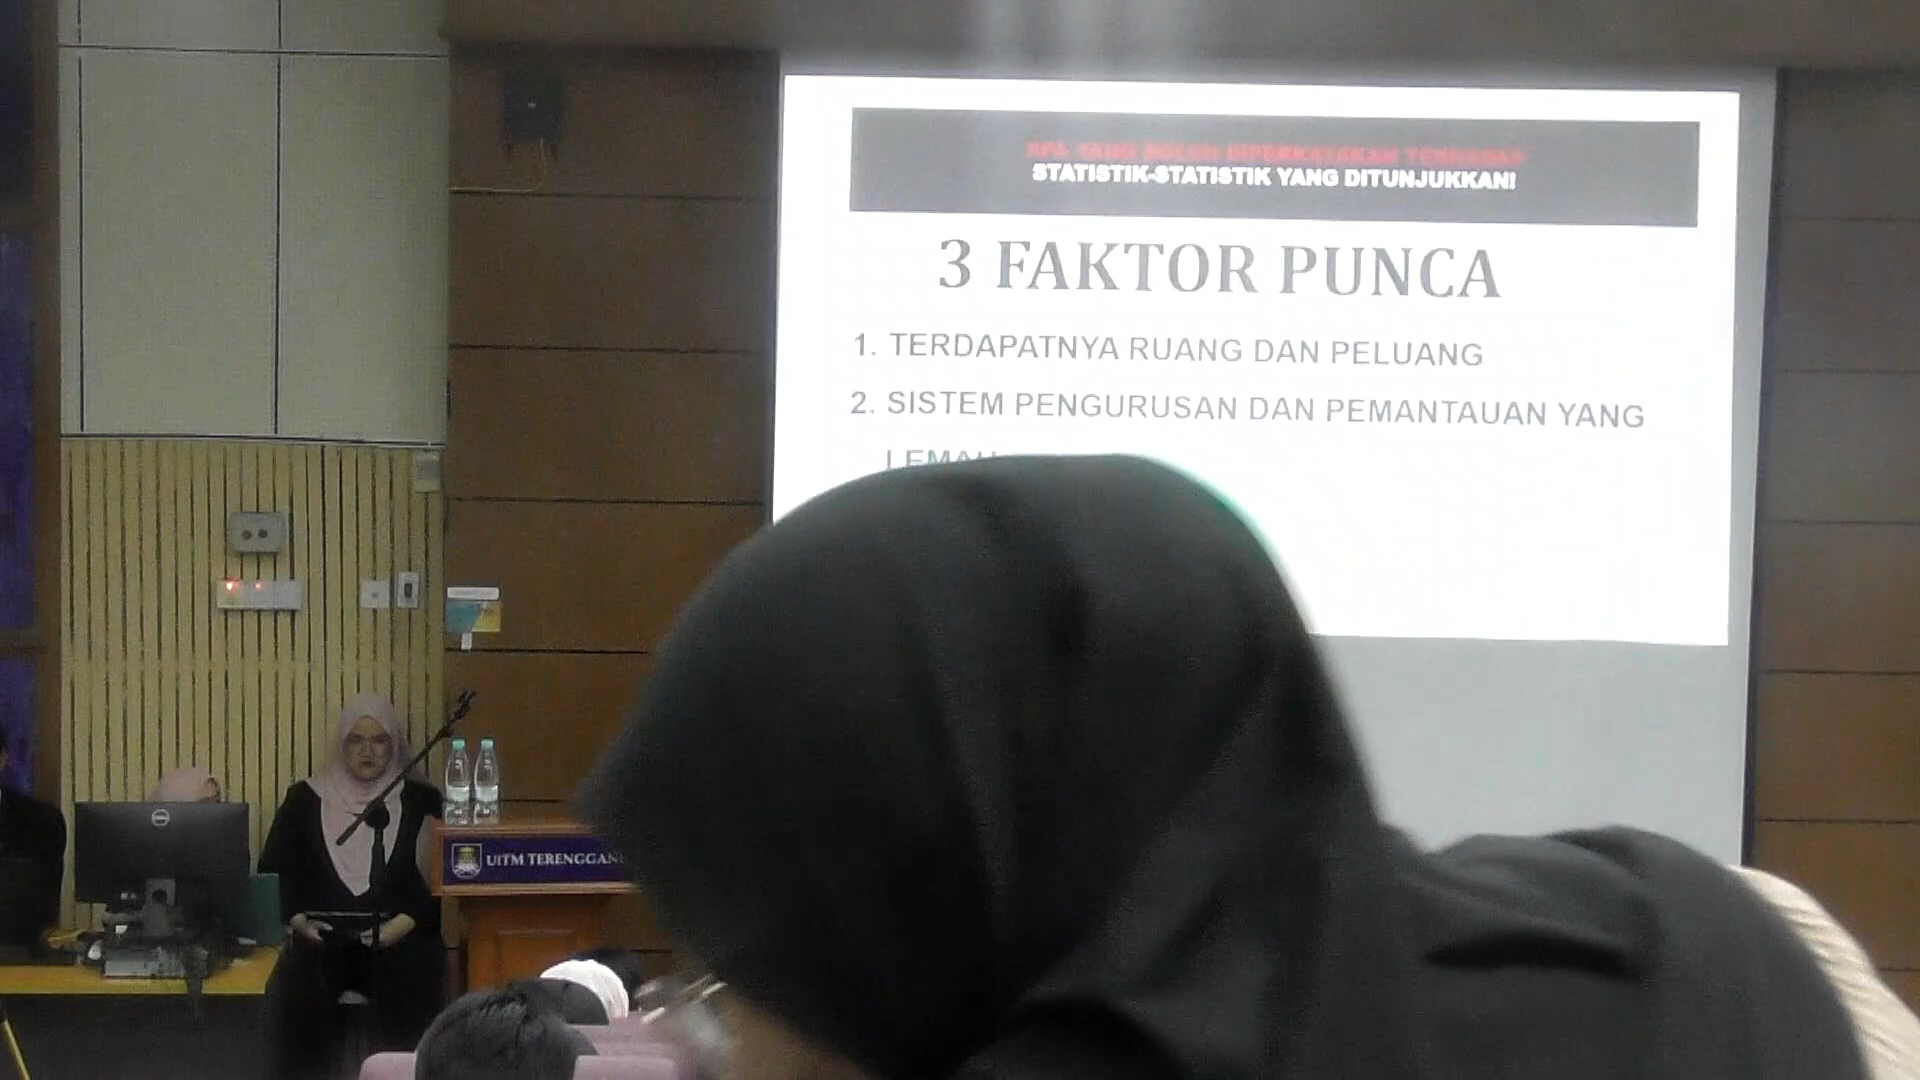 STATISTIK-STATISTIK YANG DITUNJUKKAN!
3 FAKTOR PUNCA
1. TERDAPATNYA RUANG DAN PELUANG
2. SISTEM PENGURUSAN DAN PEMANTAUAN YANG
UITM TERENGGANU